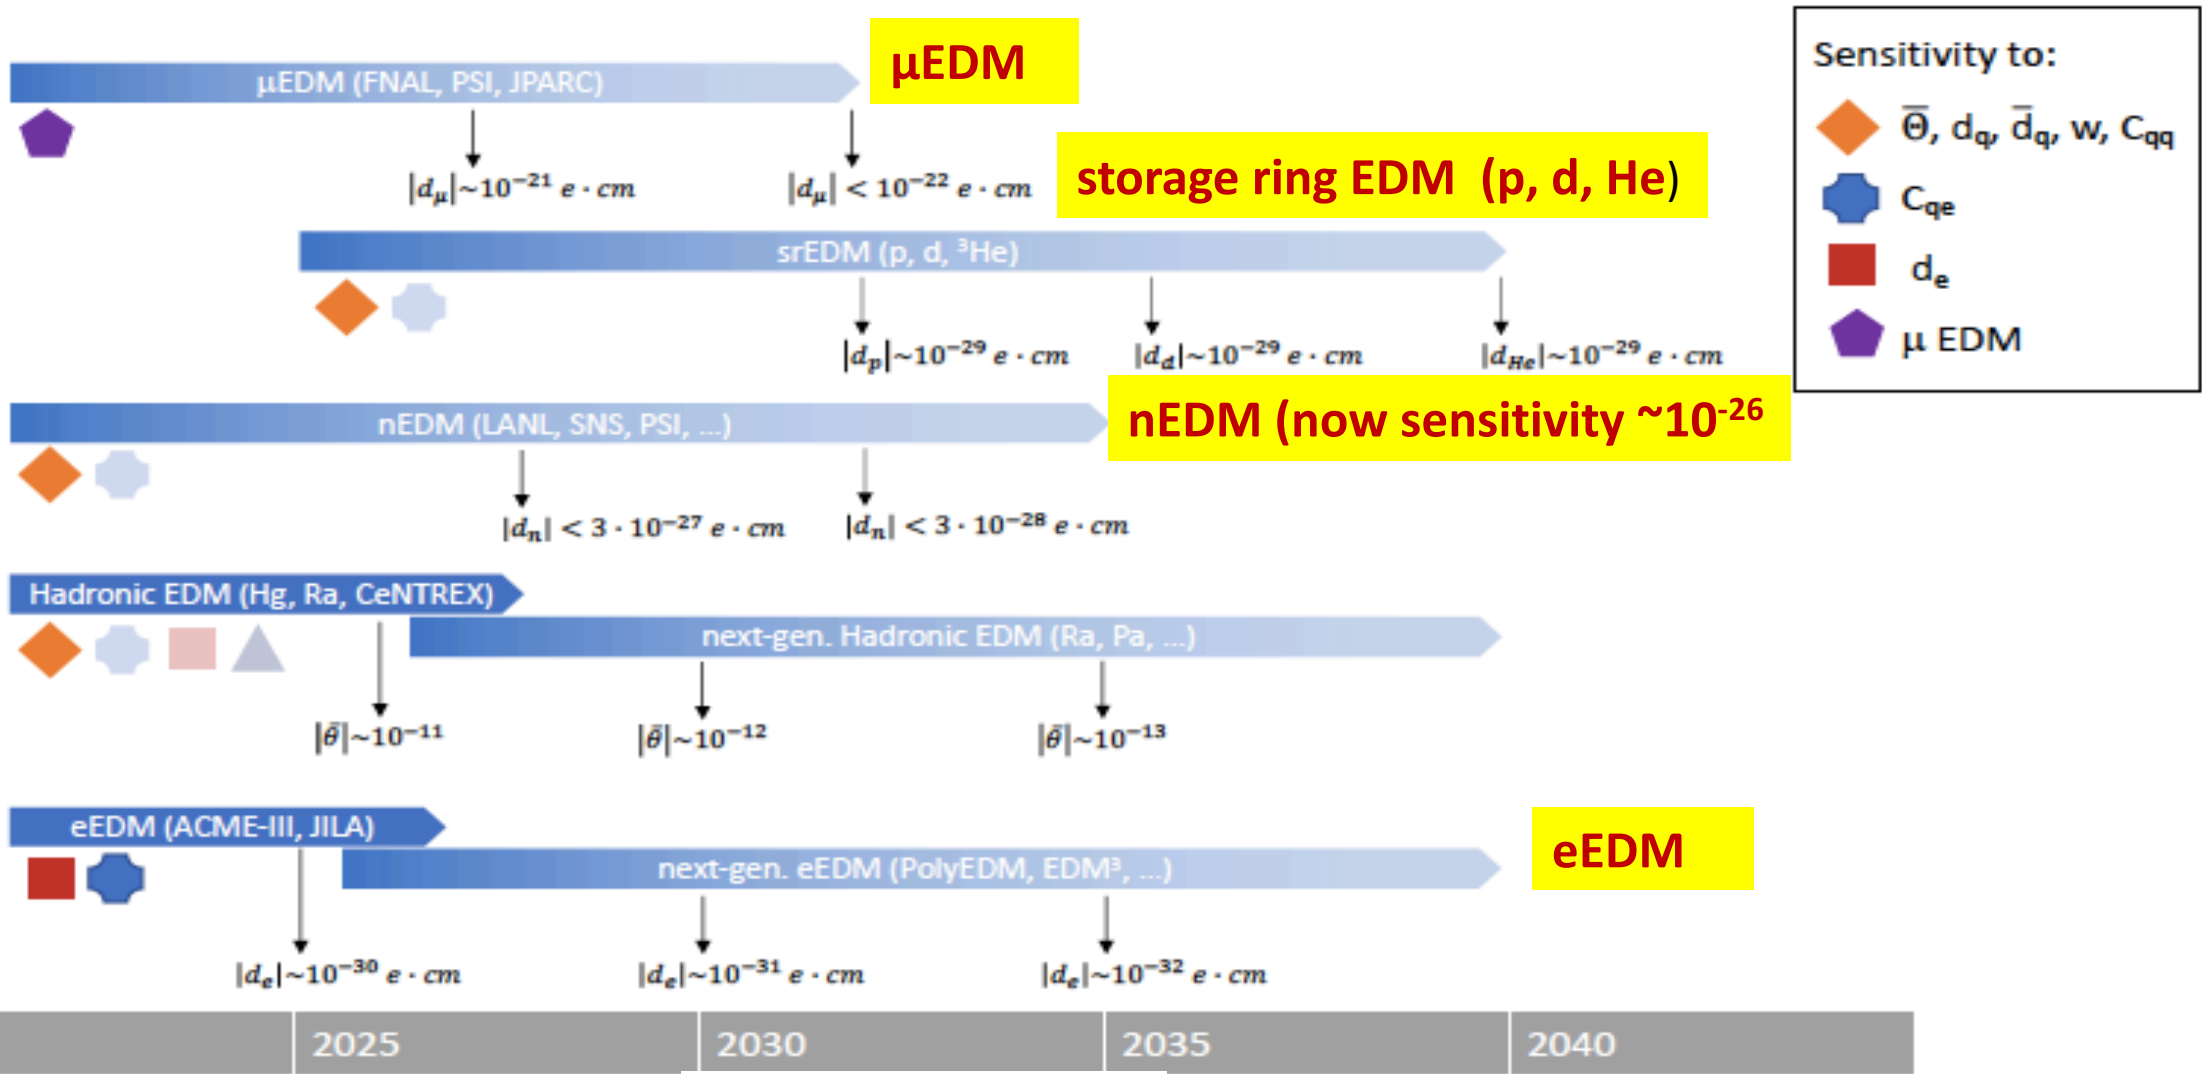 μEDM (FNAL, PSI, JPARC)
μEDM
|dμ|~10⁻²¹ e · cm
|dμ| < 10⁻²² e · cm
storage ring EDM (p, d, He)
srEDM (p, d, ³He)
|dp|~10⁻²⁹ e · cm
|dd|~10⁻²⁹ e · cm
|dHe|~10⁻²⁹ e · cm
nEDM (LANL, SNS, PSI, ...)
nEDM (now sensitivity ~10⁻²⁶
|dn| < 3 · 10⁻²⁷ e · cm
|dn| < 3 · 10⁻²⁸ e · cm
Hadronic EDM (Hg, Ra, CeNTREX)
next-gen. Hadronic EDM (Ra, Pa, ...)
|θ̄|~10⁻¹¹
|θ̄|~10⁻¹²
|θ̄|~10⁻¹³
eEDM (ACME-III, JILA)
eEDM
next-gen. eEDM (PolyEDM, EDM³, ...)
|de|~10⁻³⁰ e · cm
|de|~10⁻³¹ e · cm
|de|~10⁻³² e · cm
2025
2030
2035
2040
Sensitivity to:
Θ̄, dq, d̄q, w, Cqq
Cqe
de
μ EDM